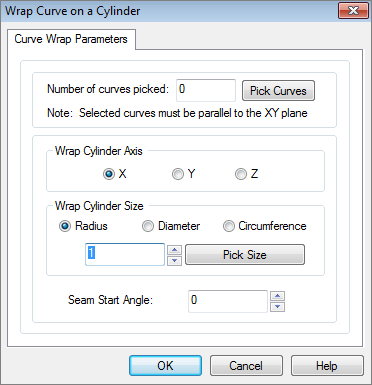 Wrap Curve on a Cylinder
Curve Wrap Parameters
Number of curves picked: 0 Pick Curves
Note: Selected curves must be parallel to the XY plane
Wrap Cylinder Axis
X Y Z
Wrap Cylinder Size
Radius Diameter Circumference
1 Pick Size
Seam Start Angle: 0
OK Cancel Help